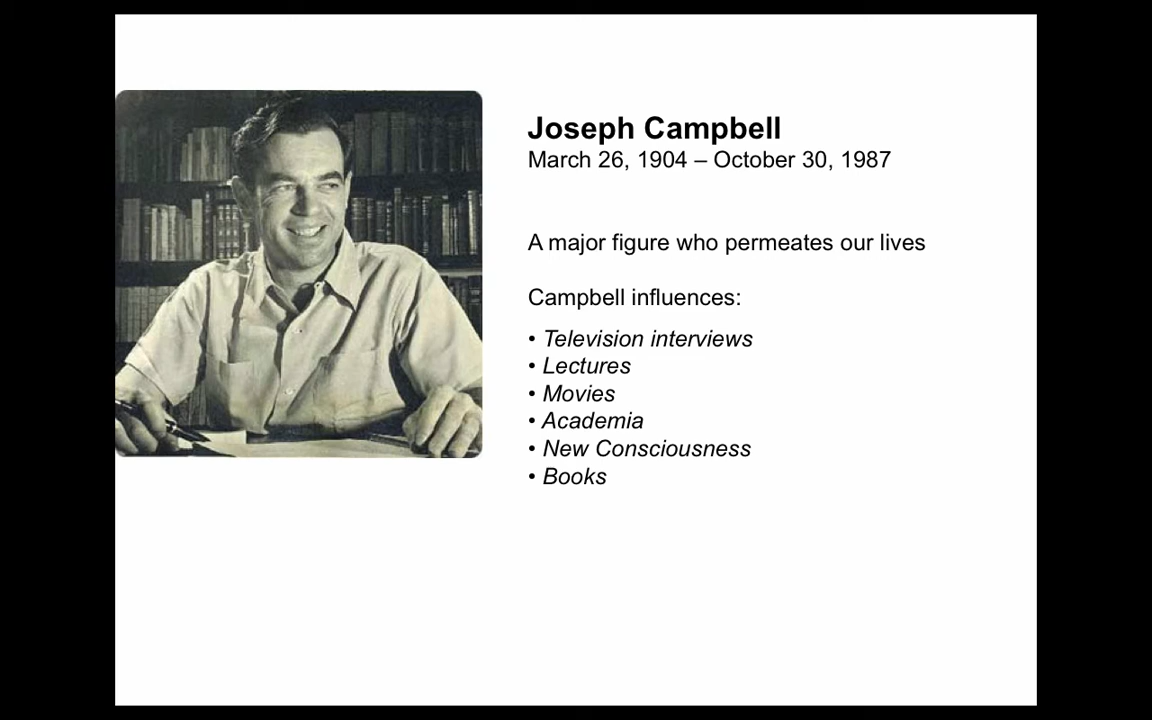 Joseph Campbell
March 26, 1904 – October 30, 1987
A major figure who permeates our lives
Campbell influences:
• Television interviews
• Lectures
• Movies
• Academia
• New Consciousness
• Books